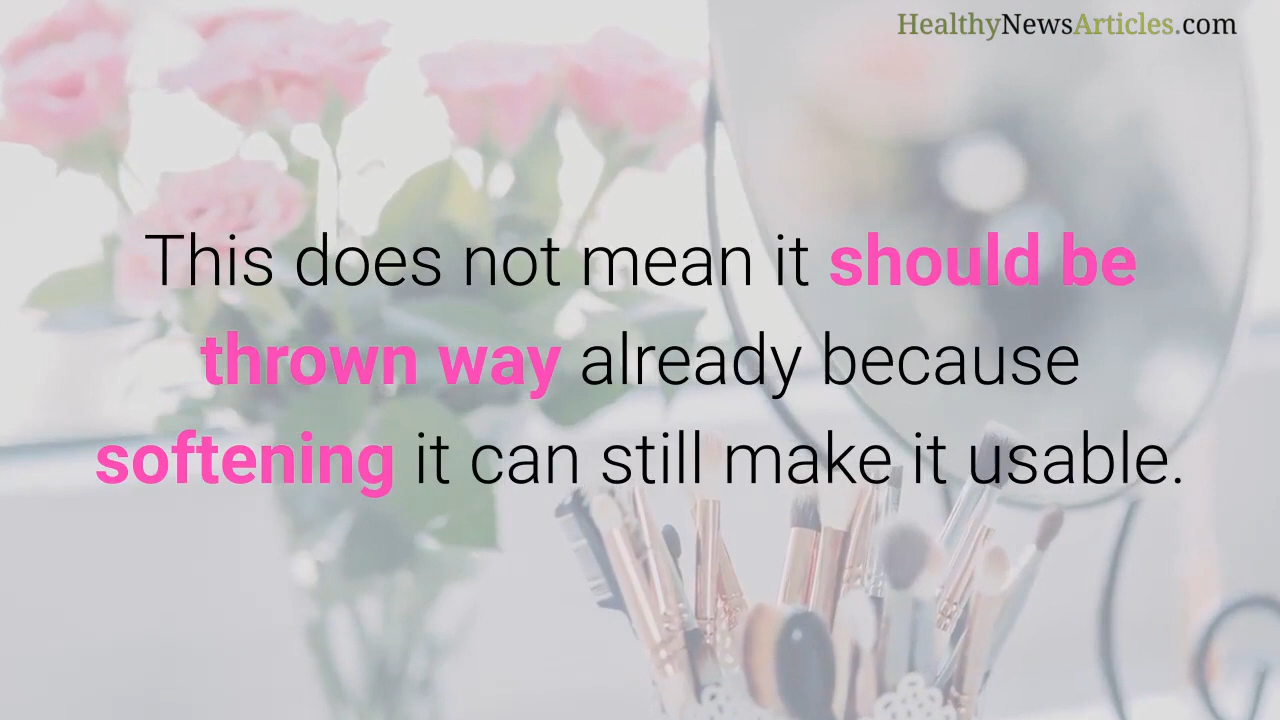 HealthyNewsArticles.com
This does not mean it should be
thrown way already because
softening it can still make it usable.